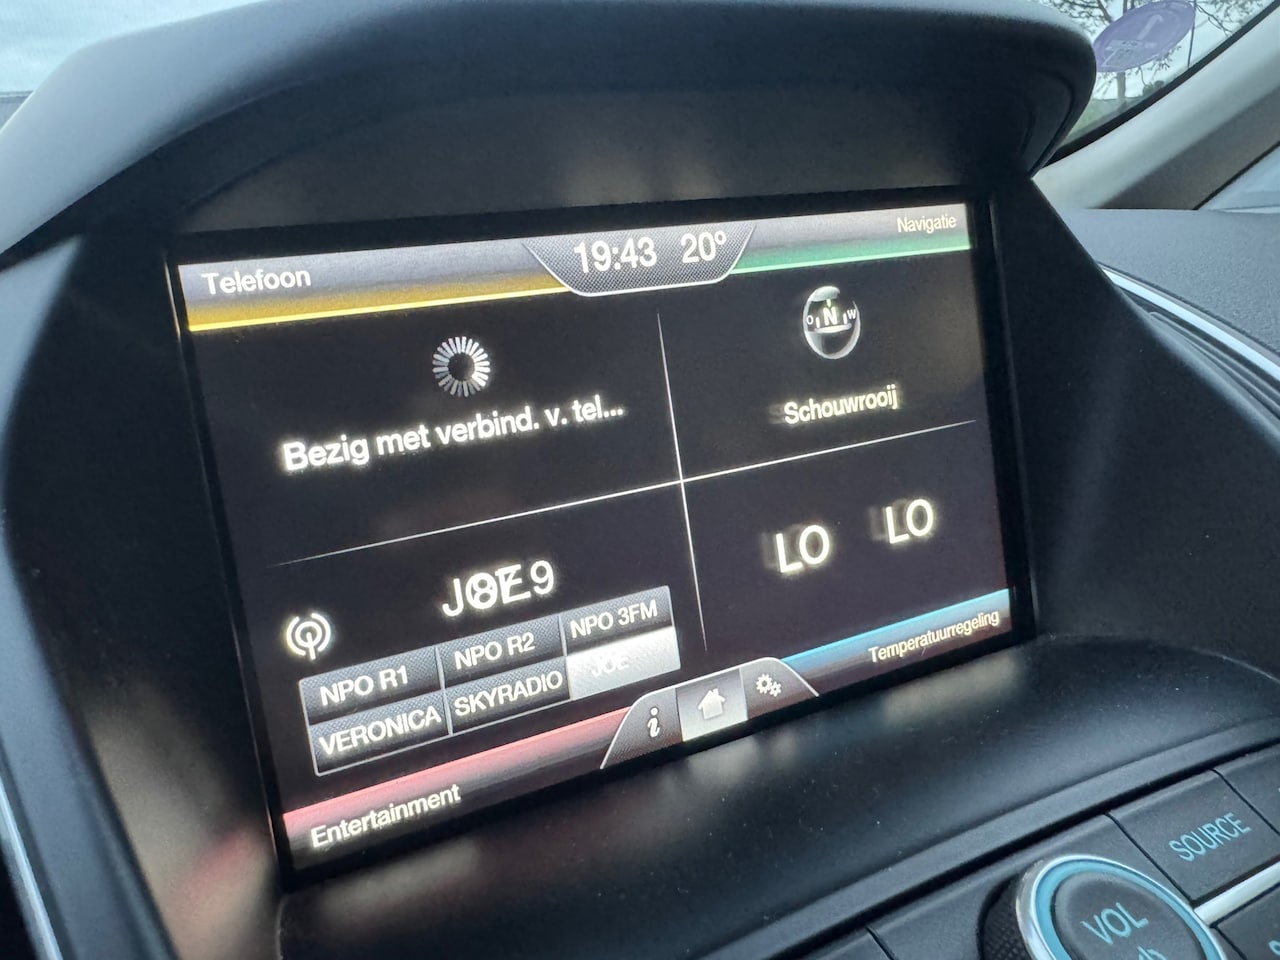 Telefoon
19:43 20°
Navigatie
O N W
Bezig met verbind. v. tel...
Schouwrooij
LO LO
NPO R1 NPO R2 NPO 3FM
VERONICA SKYRADIO JOE
i
Temperatuurregeling
Entertainment
SOURCE
VOL